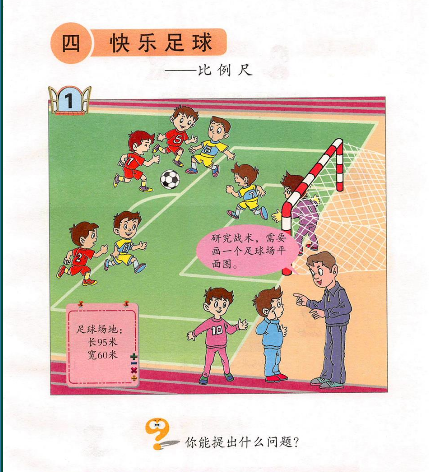 四 快乐足球
——比例尺
1
研究战术，需要
画一个足球场平
面图。
10
足球场地：
长95米
宽60米
你能提出什么问题？